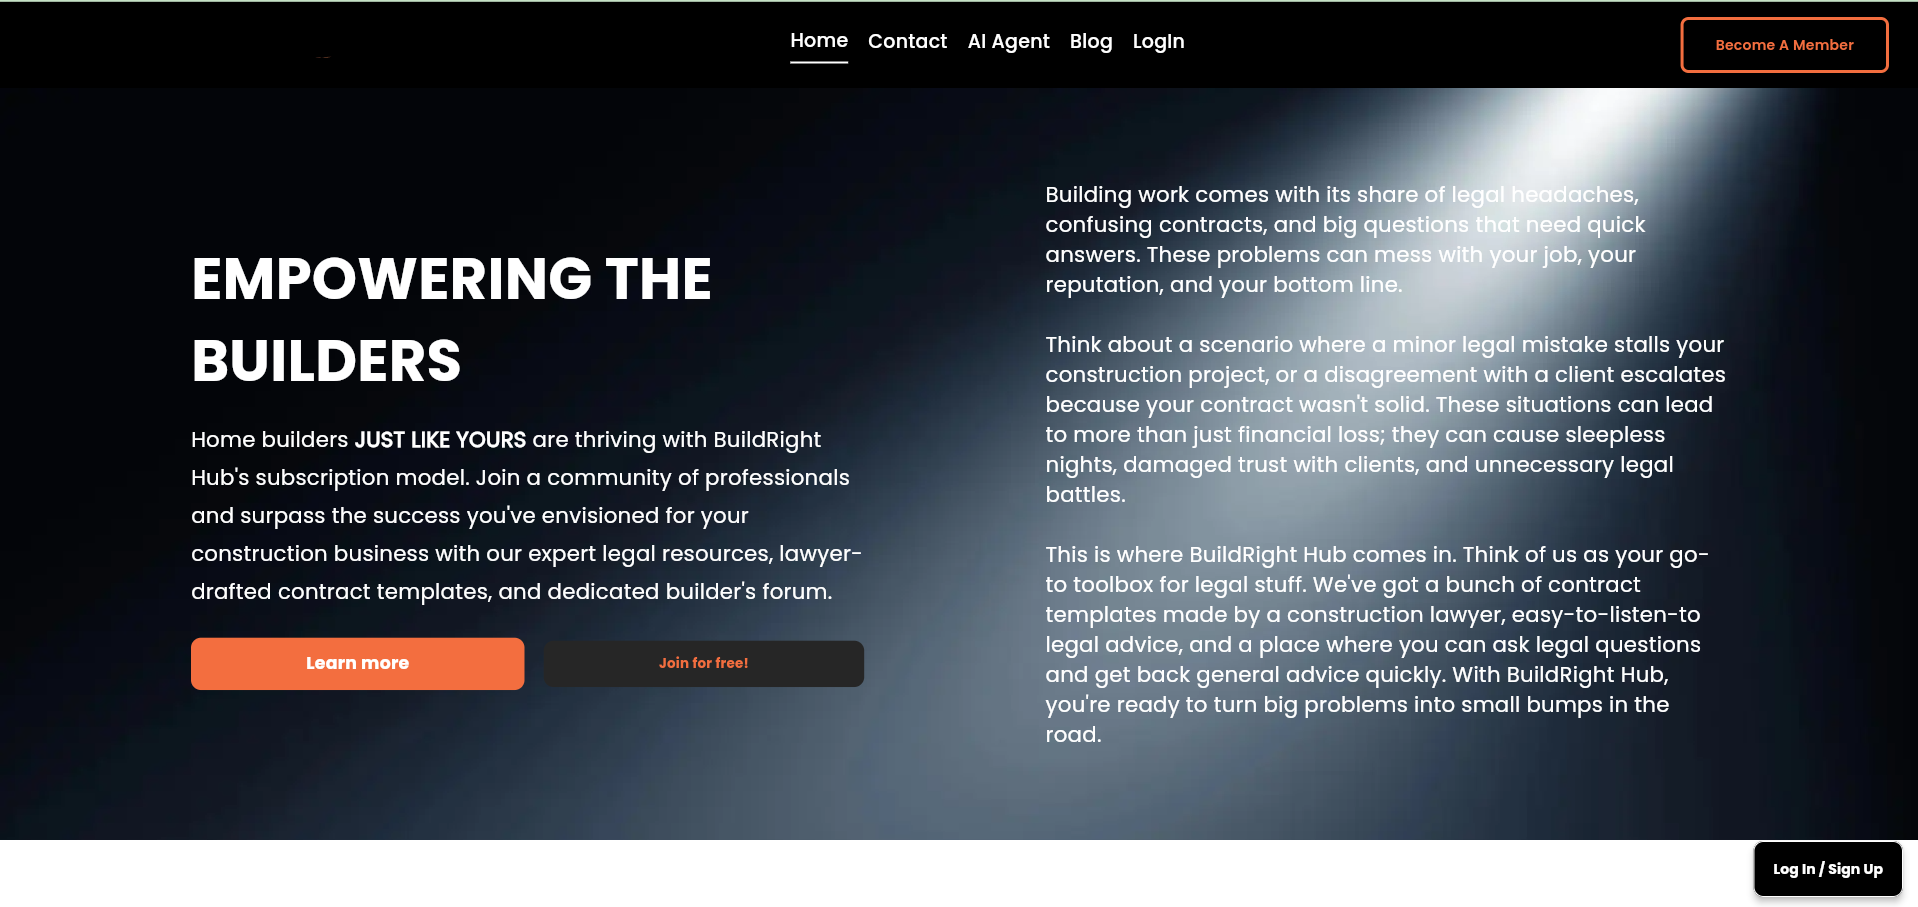 Home Contact AI Agent Blog LogIn
Become A Member
EMPOWERING THE
BUILDERS
Home builders JUST LIKE YOURS are thriving with BuildRight
Hub's subscription model. Join a community of professionals
and surpass the success you've envisioned for your
construction business with our expert legal resources, lawyer-
drafted contract templates, and dedicated builder's forum.
Learn more
Join for free!
Building work comes with its share of legal headaches,
confusing contracts, and big questions that need quick
answers. These problems can mess with your job, your
reputation, and your bottom line.
Think about a scenario where a minor legal mistake stalls your
construction project, or a disagreement with a client escalates
because your contract wasn't solid. These situations can lead
to more than just financial loss; they can cause sleepless
nights, damaged trust with clients, and unnecessary legal
battles.
This is where BuildRight Hub comes in. Think of us as your go-
to toolbox for legal stuff. We've got a bunch of contract
templates made by a construction lawyer, easy-to-listen-to
legal advice, and a place where you can ask legal questions
and get back general advice quickly. With BuildRight Hub,
you're ready to turn big problems into small bumps in the
road.
Log In / Sign Up